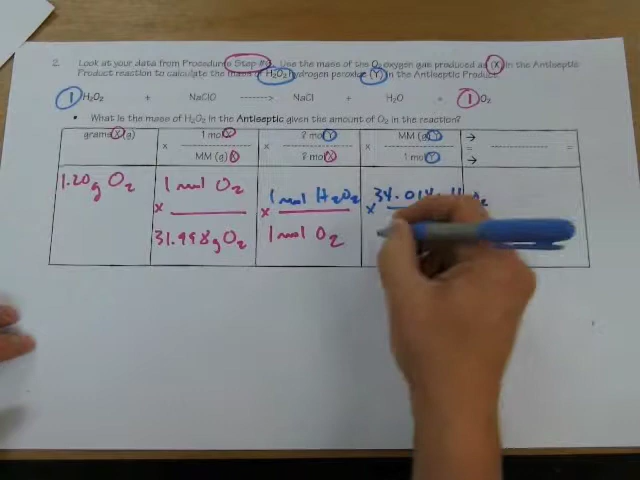 2. Look at your data from Procedure Step #6. Use the mass of the O₂ oxygen gas produced as X in the Antiseptic
Product reaction to calculate the mass of H₂O₂ hydrogen peroxide Y in the Antiseptic Product.
1 H₂O₂ + NaClO -----> NaCl + H₂O + 1 O₂
• What is the mass of H₂O₂ in the Antiseptic given the amount of O₂ in the reaction?
grams X (g) x 1 mol X x ? mol Y x MM (g) Y → = → =
MM (g) X ? mol X 1 mol Y
1.20g O₂ x 1 mol O₂ x 1 mol H₂O₂ x 34.014
31.998g O₂ 1 mol O₂